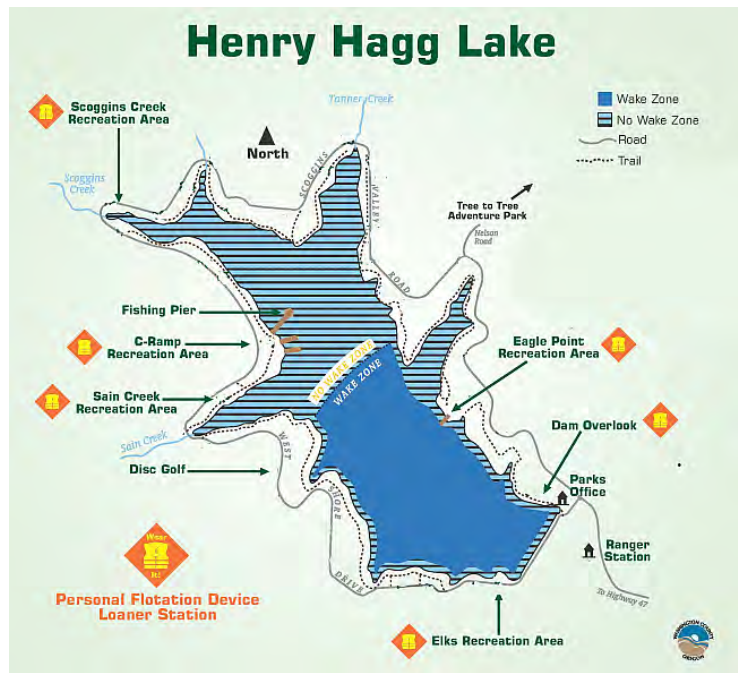 Henry Hagg Lake
Scoggins Creek
Recreation Area
Tanner Creek
Wake Zone
No Wake Zone
Road
Trail
North
SCOGGINS
VALLEY
ROAD
Scoggins
Creek
Tree to Tree
Adventure Park
Nelson
Road
Fishing Pier
C-Ramp
Recreation Area
Eagle Point
Recreation Area
NO WAKE ZONE
WAKE ZONE
Sain Creek
Recreation Area
Dam Overlook
Sain Creek
WEST
SHORE
DRIVE
Disc Golf
Parks
Office
Ranger
Station
Wear
It!
Personal Flotation Device
Loaner Station
To Highway 47
Elks Recreation Area
WASHINGTON COUNTY
OREGON